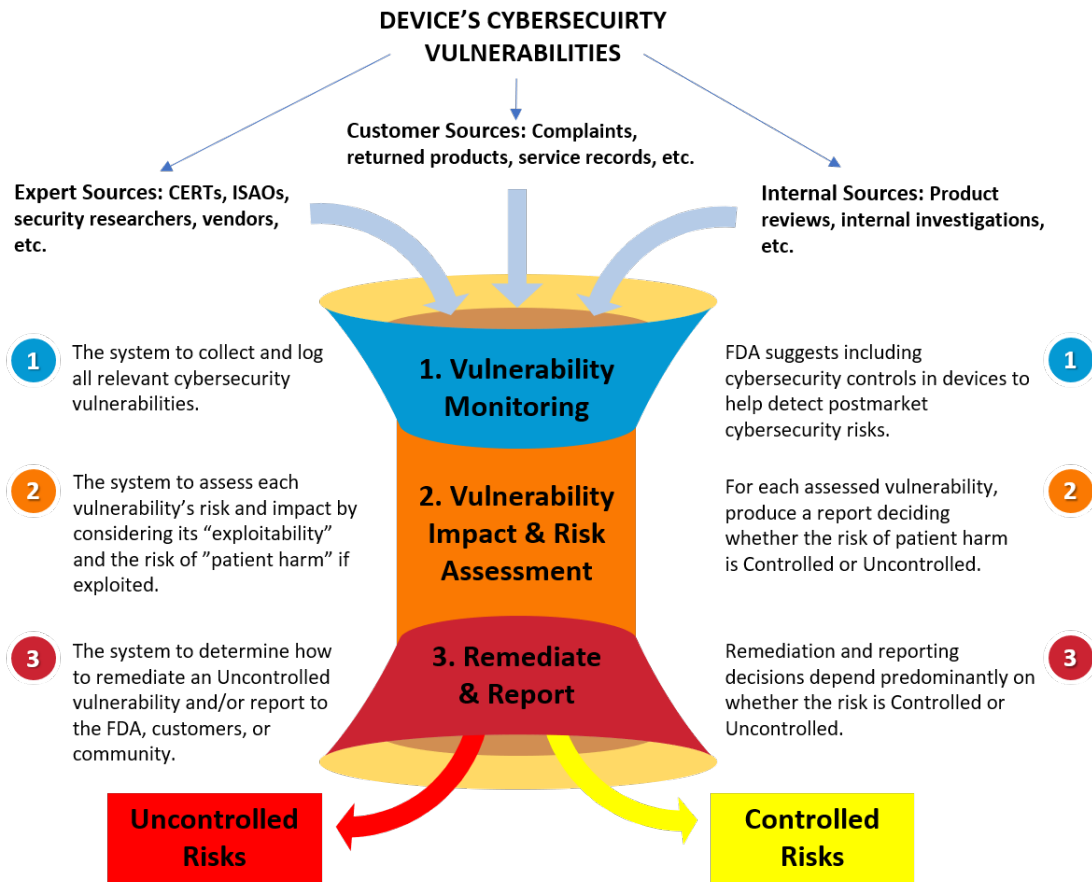 DEVICE'S CYBERSECUIRTY
VULNERABILITIES
Customer Sources: Complaints,
returned products, service records, etc.
Expert Sources: CERTs, ISAOs,
security researchers, vendors,
etc.
Internal Sources: Product
reviews, internal investigations,
etc.
1
The system to collect and log
all relevant cybersecurity
vulnerabilities.
1. Vulnerability
Monitoring
FDA suggests including
cybersecurity controls in devices to
help detect postmarket
cybersecurity risks.
1
2
The system to assess each
vulnerability's risk and impact by
considering its “exploitability”
and the risk of ”patient harm” if
exploited.
2. Vulnerability
Impact & Risk
Assessment
For each assessed vulnerability,
produce a report deciding
whether the risk of patient harm
is Controlled or Uncontrolled.
2
3
The system to determine how
to remediate an Uncontrolled
vulnerability and/or report to
the FDA, customers, or
community.
3. Remediate
& Report
Remediation and reporting
decisions depend predominantly on
whether the risk is Controlled or
Uncontrolled.
3
Uncontrolled
Risks
Controlled
Risks